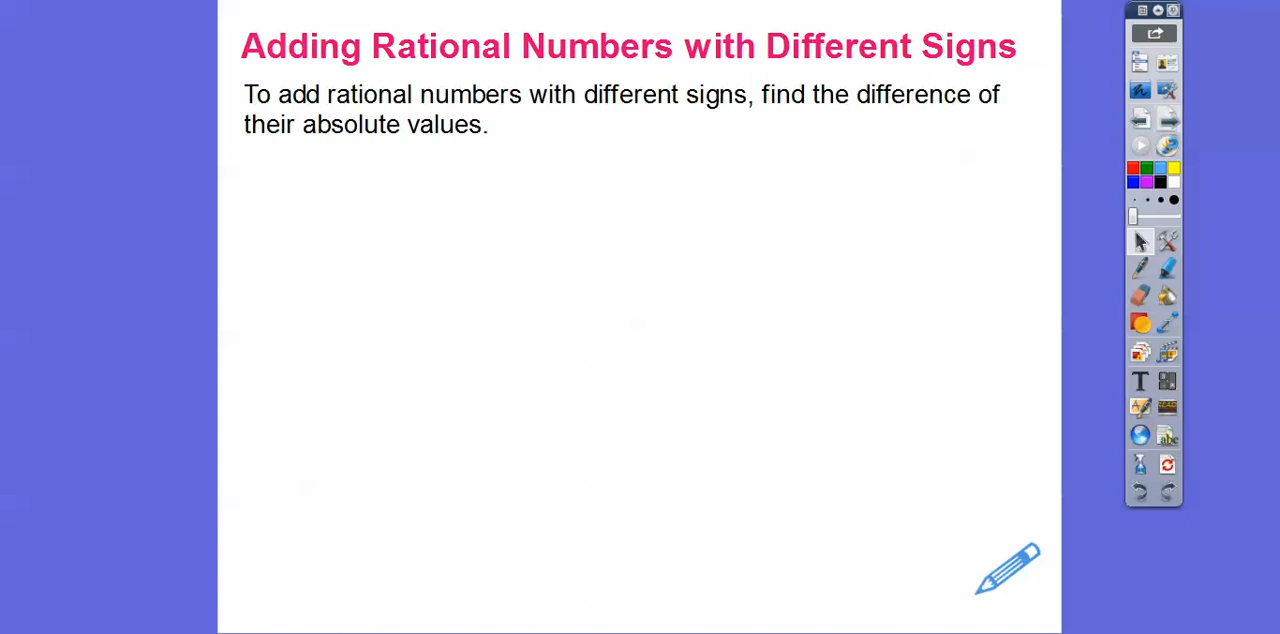 Adding Rational Numbers with Different Signs
To add rational numbers with different signs, find the difference of
their absolute values.